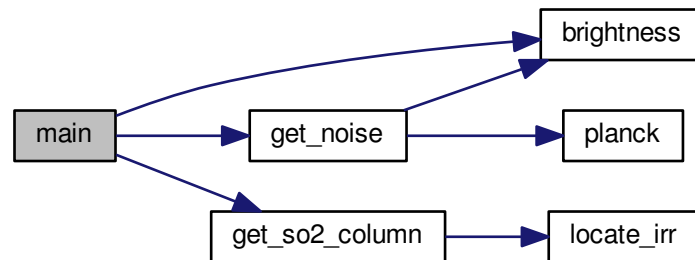 brightness
main
get_noise
planck
get_so2_column
locate_irr